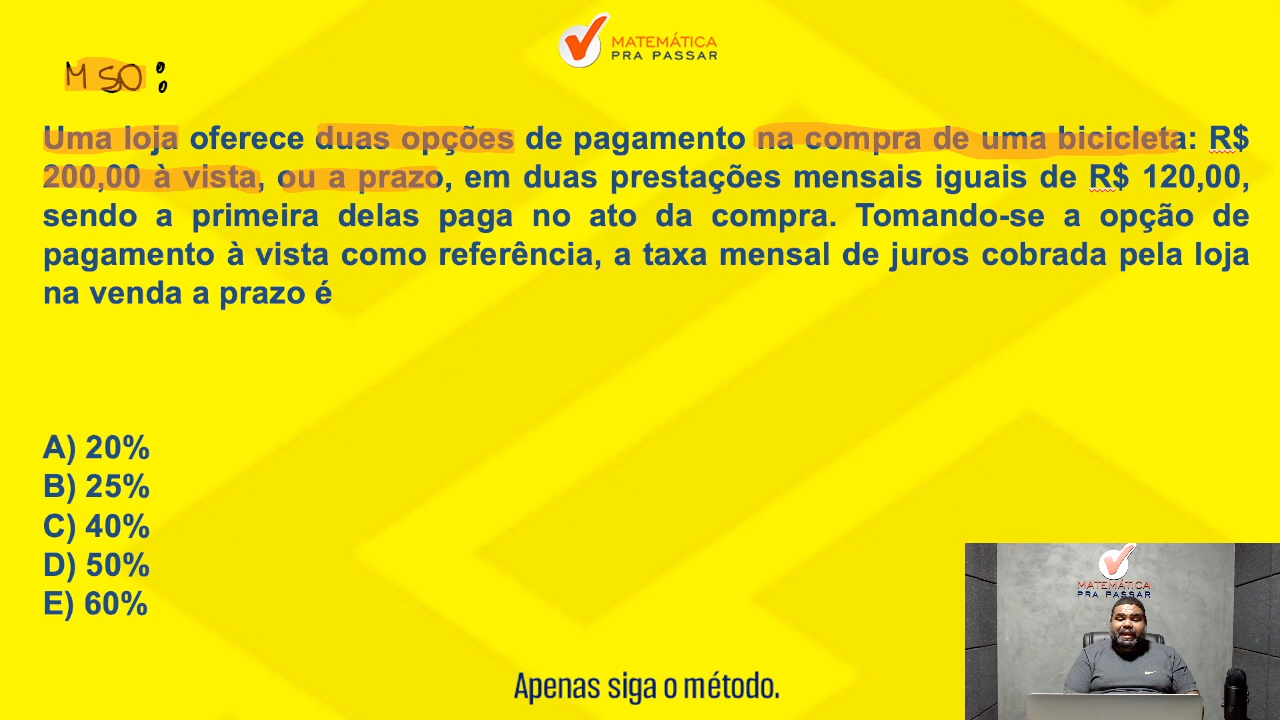 MATEMÁTICA
PRA PASSAR
MSO:
Uma loja oferece duas opções de pagamento na compra de uma bicicleta: R$
200,00 à vista, ou a prazo, em duas prestações mensais iguais de R$ 120,00,
sendo a primeira delas paga no ato da compra. Tomando-se a opção de
pagamento à vista como referência, a taxa mensal de juros cobrada pela loja
na venda a prazo é
A) 20%
B) 25%
C) 40%
D) 50%
E) 60%
MATEMÁTICA
PRA PASSAR
Apenas siga o método.